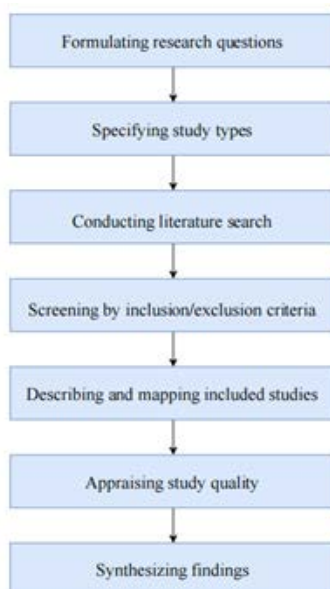 Formulating research questions
Specifying study types
Conducting literature search
Screening by inclusion/exclusion criteria
Describing and mapping included studies
Appraising study quality
Synthesizing findings